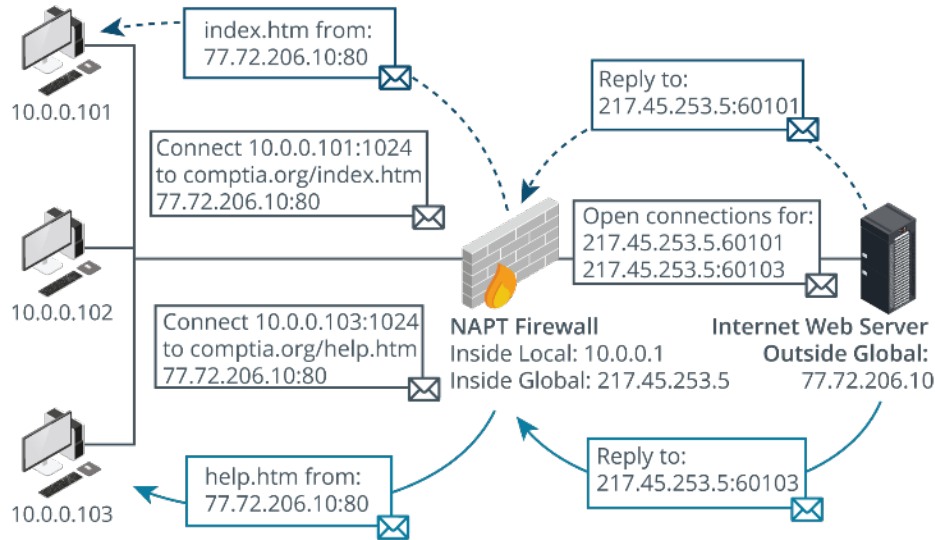 index.htm from:
77.72.206.10:80
Reply to:
217.45.253.5:60101
10.0.0.101
Connect 10.0.0.101:1024
to comptia.org/index.htm
77.72.206.10:80
Open connections for:
217.45.253.5.60101
217.45.253.5:60103
10.0.0.102
Connect 10.0.0.103:1024
to comptia.org/help.htm
77.72.206.10:80
NAPT Firewall
Inside Local: 10.0.0.1
Inside Global: 217.45.253.5
Internet Web Server
Outside Global:
77.72.206.10
help.htm from:
77.72.206.10:80
Reply to:
217.45.253.5:60103
10.0.0.103